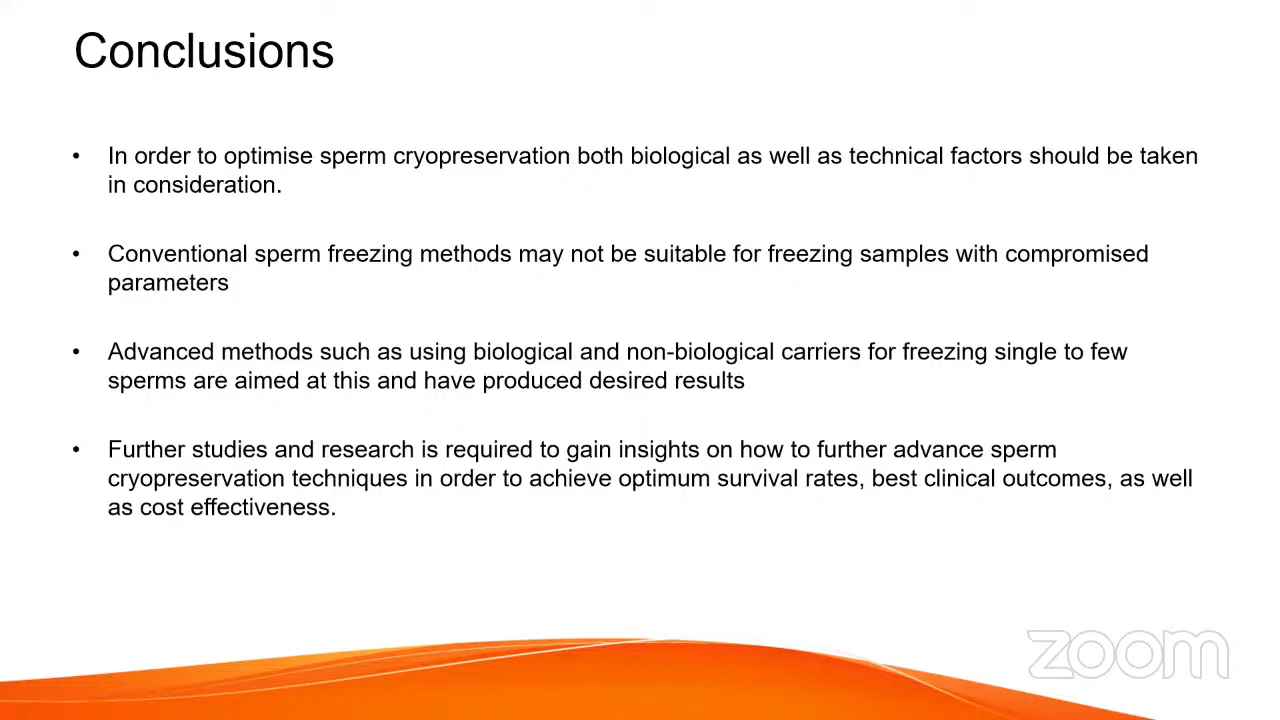 Conclusions
• In order to optimise sperm cryopreservation both biological as well as technical factors should be taken
in consideration.
• Conventional sperm freezing methods may not be suitable for freezing samples with compromised
parameters
• Advanced methods such as using biological and non-biological carriers for freezing single to few
sperms are aimed at this and have produced desired results
• Further studies and research is required to gain insights on how to further advance sperm
cryopreservation techniques in order to achieve optimum survival rates, best clinical outcomes, as well
as cost effectiveness.
zoom